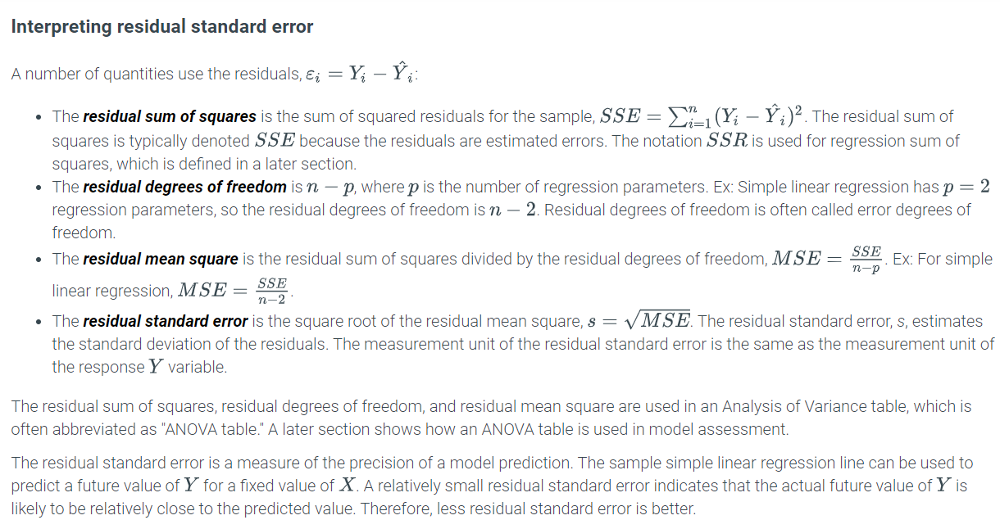 Interpreting residual standard error
A number of quantities use the residuals, εᵢ = Yᵢ − Ŷᵢ:
• The residual sum of squares is the sum of squared residuals for the sample, SSE = ∑ⁿᵢ₌₁(Yᵢ − Ŷᵢ)². The residual sum of
squares is typically denoted SSE because the residuals are estimated errors. The notation SSR is used for regression sum of
squares, which is defined in a later section.
• The residual degrees of freedom is n − p, where p is the number of regression parameters. Ex: Simple linear regression has p = 2
regression parameters, so the residual degrees of freedom is n − 2. Residual degrees of freedom is often called error degrees of
freedom.
• The residual mean square is the residual sum of squares divided by the residual degrees of freedom, MSE = SSE/(n−p). Ex: For simple
linear regression, MSE = SSE/(n−2).
• The residual standard error is the square root of the residual mean square, s = √MSE. The residual standard error, s, estimates
the standard deviation of the residuals. The measurement unit of the residual standard error is the same as the measurement unit of
the response Y variable.
The residual sum of squares, residual degrees of freedom, and residual mean square are used in an Analysis of Variance table, which is
often abbreviated as "ANOVA table." A later section shows how an ANOVA table is used in model assessment.
The residual standard error is a measure of the precision of a model prediction. The sample simple linear regression line can be used to
predict a future value of Y for a fixed value of X. A relatively small residual standard error indicates that the actual future value of Y is
likely to be relatively close to the predicted value. Therefore, less residual standard error is better.